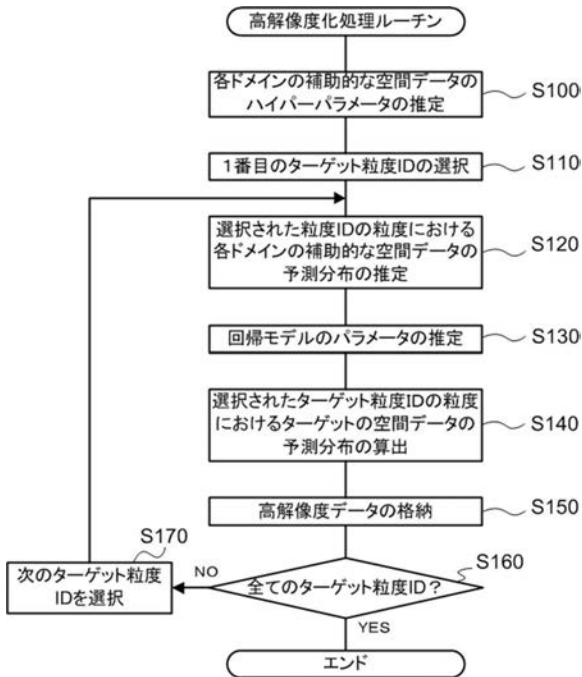 高解像度化処理ルーチン
各ドメインの補助的な空間データの
ハイパーパラメータの推定
S100
1番目のターゲット粒度IDの選択
S110
選択された粒度IDの粒度における
各ドメインの補助的な空間データの
予測分布の推定
S120
回帰モデルのパラメータの推定
S130
選択されたターゲット粒度IDの粒度
におけるターゲットの空間データの
予測分布の算出
S140
高解像度データの格納
S150
S170
次のターゲット粒度
IDを選択
NO
全てのターゲット粒度ID?
S160
YES
エンド